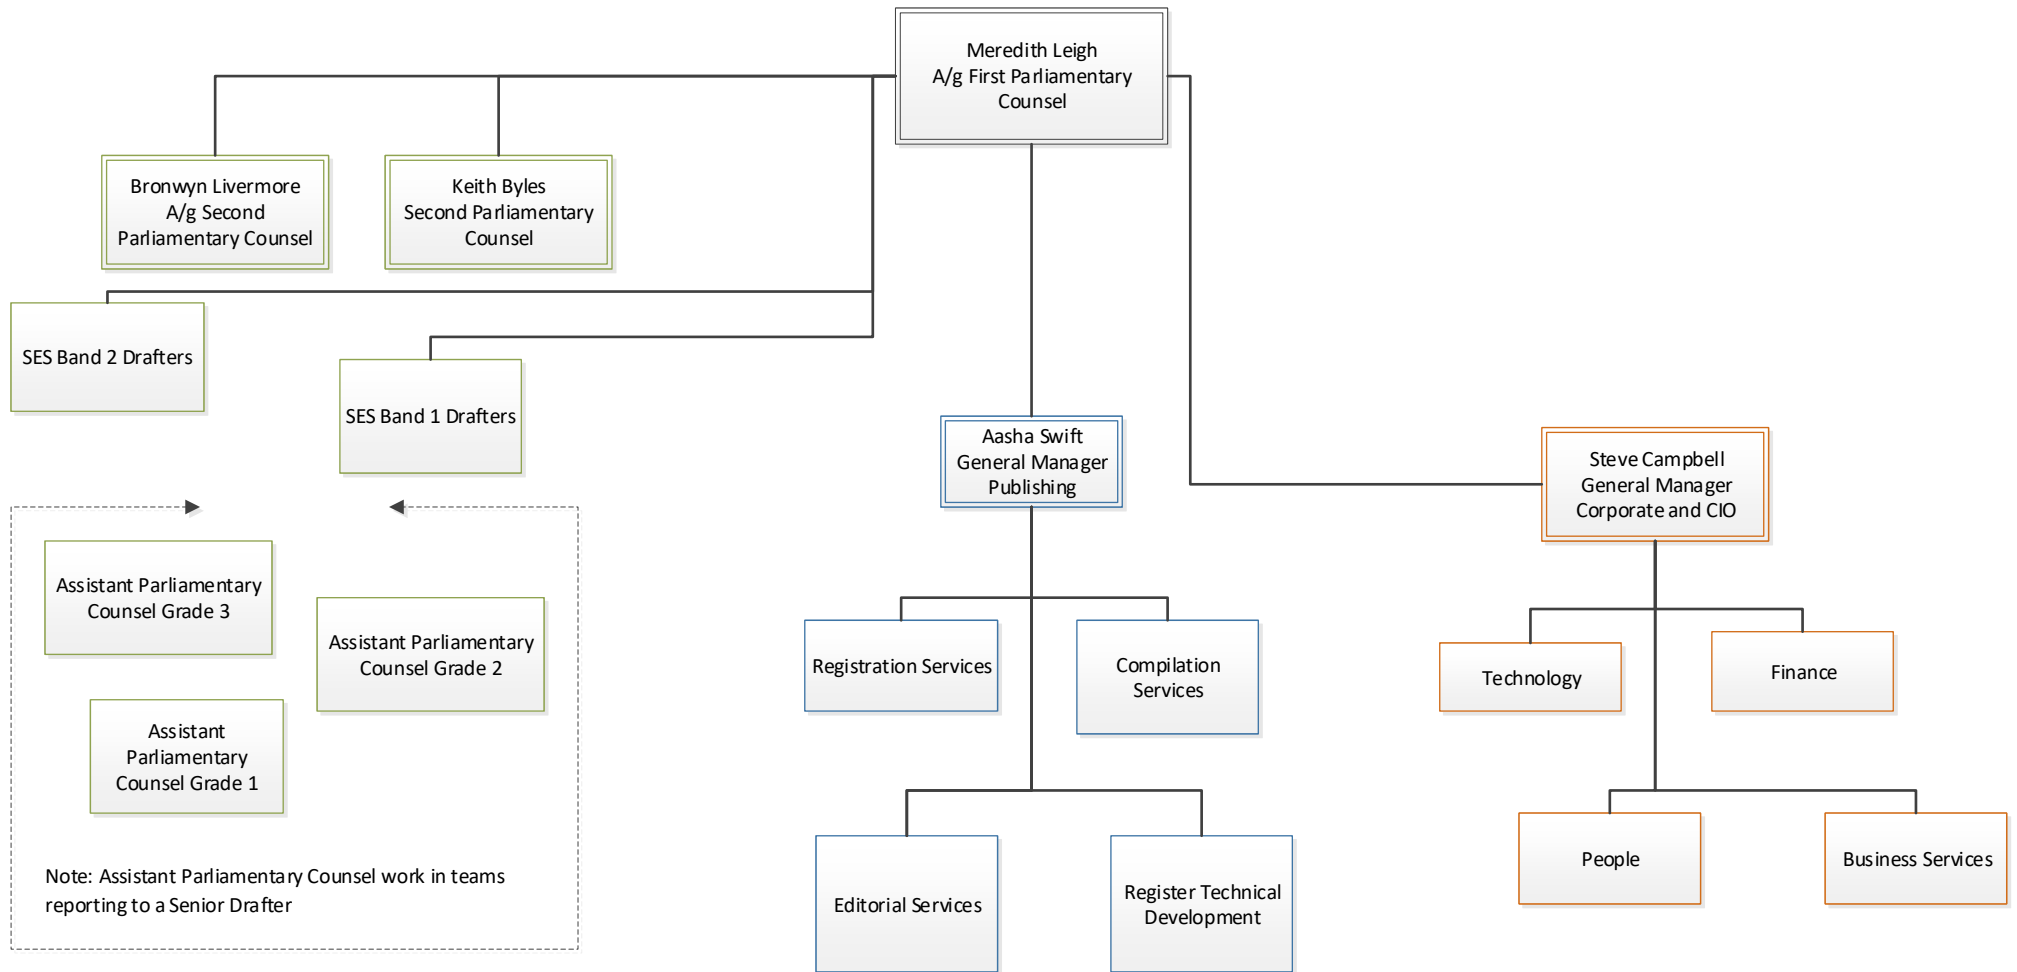 Meredith Leigh
A/g First Parliamentary
Counsel
Bronwyn Livermore
A/g Second
Parliamentary Counsel
Keith Byles
Second Parliamentary
Counsel
SES Band 2 Drafters
SES Band 1 Drafters
Aasha Swift
General Manager
Publishing
Steve Campbell
General Manager
Corporate and CIO
Assistant Parliamentary
Counsel Grade 3
Assistant Parliamentary
Counsel Grade 2
Assistant
Parliamentary
Counsel Grade 1
Note: Assistant Parliamentary Counsel work in teams
reporting to a Senior Drafter
Registration Services
Compilation
Services
Editorial Services
Register Technical
Development
Technology
Finance
People
Business Services